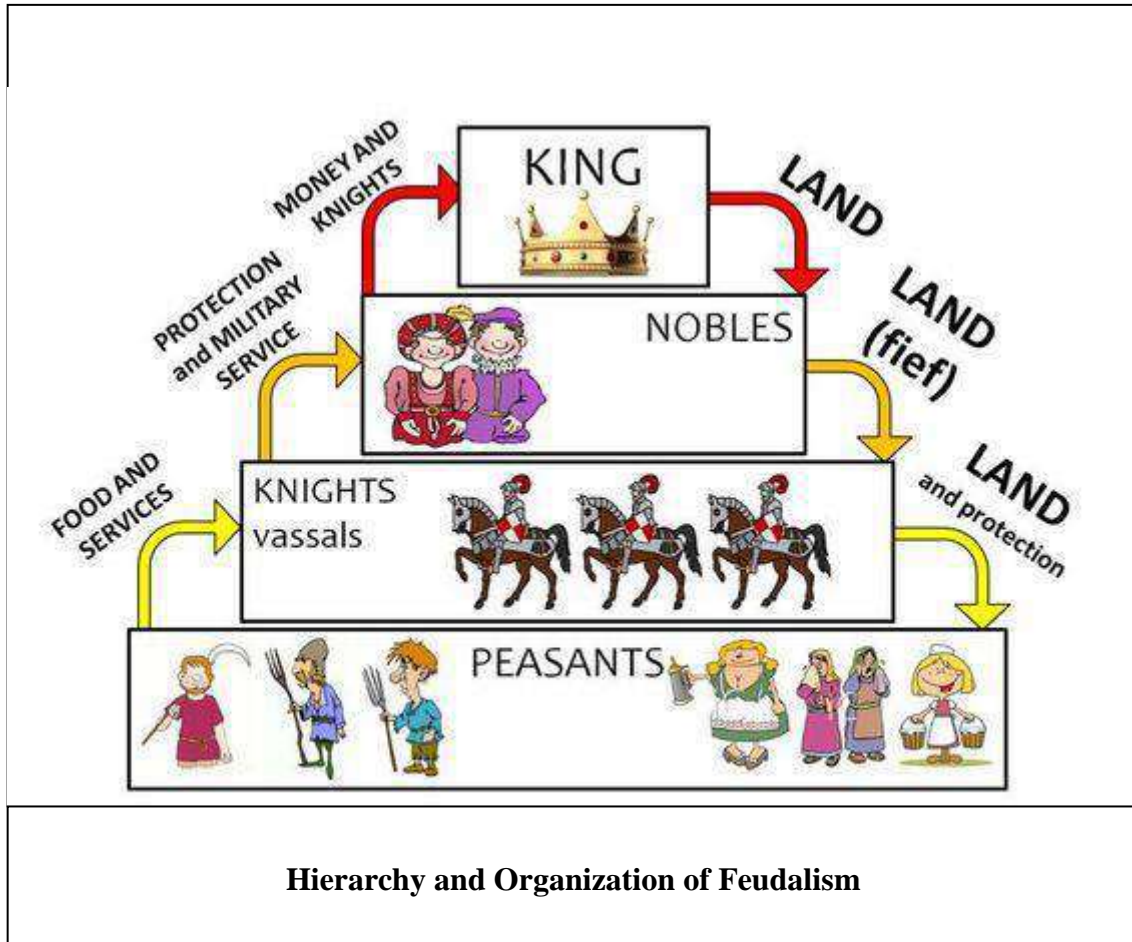 MONEY AND
KNIGHTS
KING
LAND
PROTECTION
and MILITARY
SERVICE
NOBLES
LAND
(fief)
FOOD AND
SERVICES
KNIGHTS
vassals
LAND
and protection
PEASANTS
Hierarchy and Organization of Feudalism